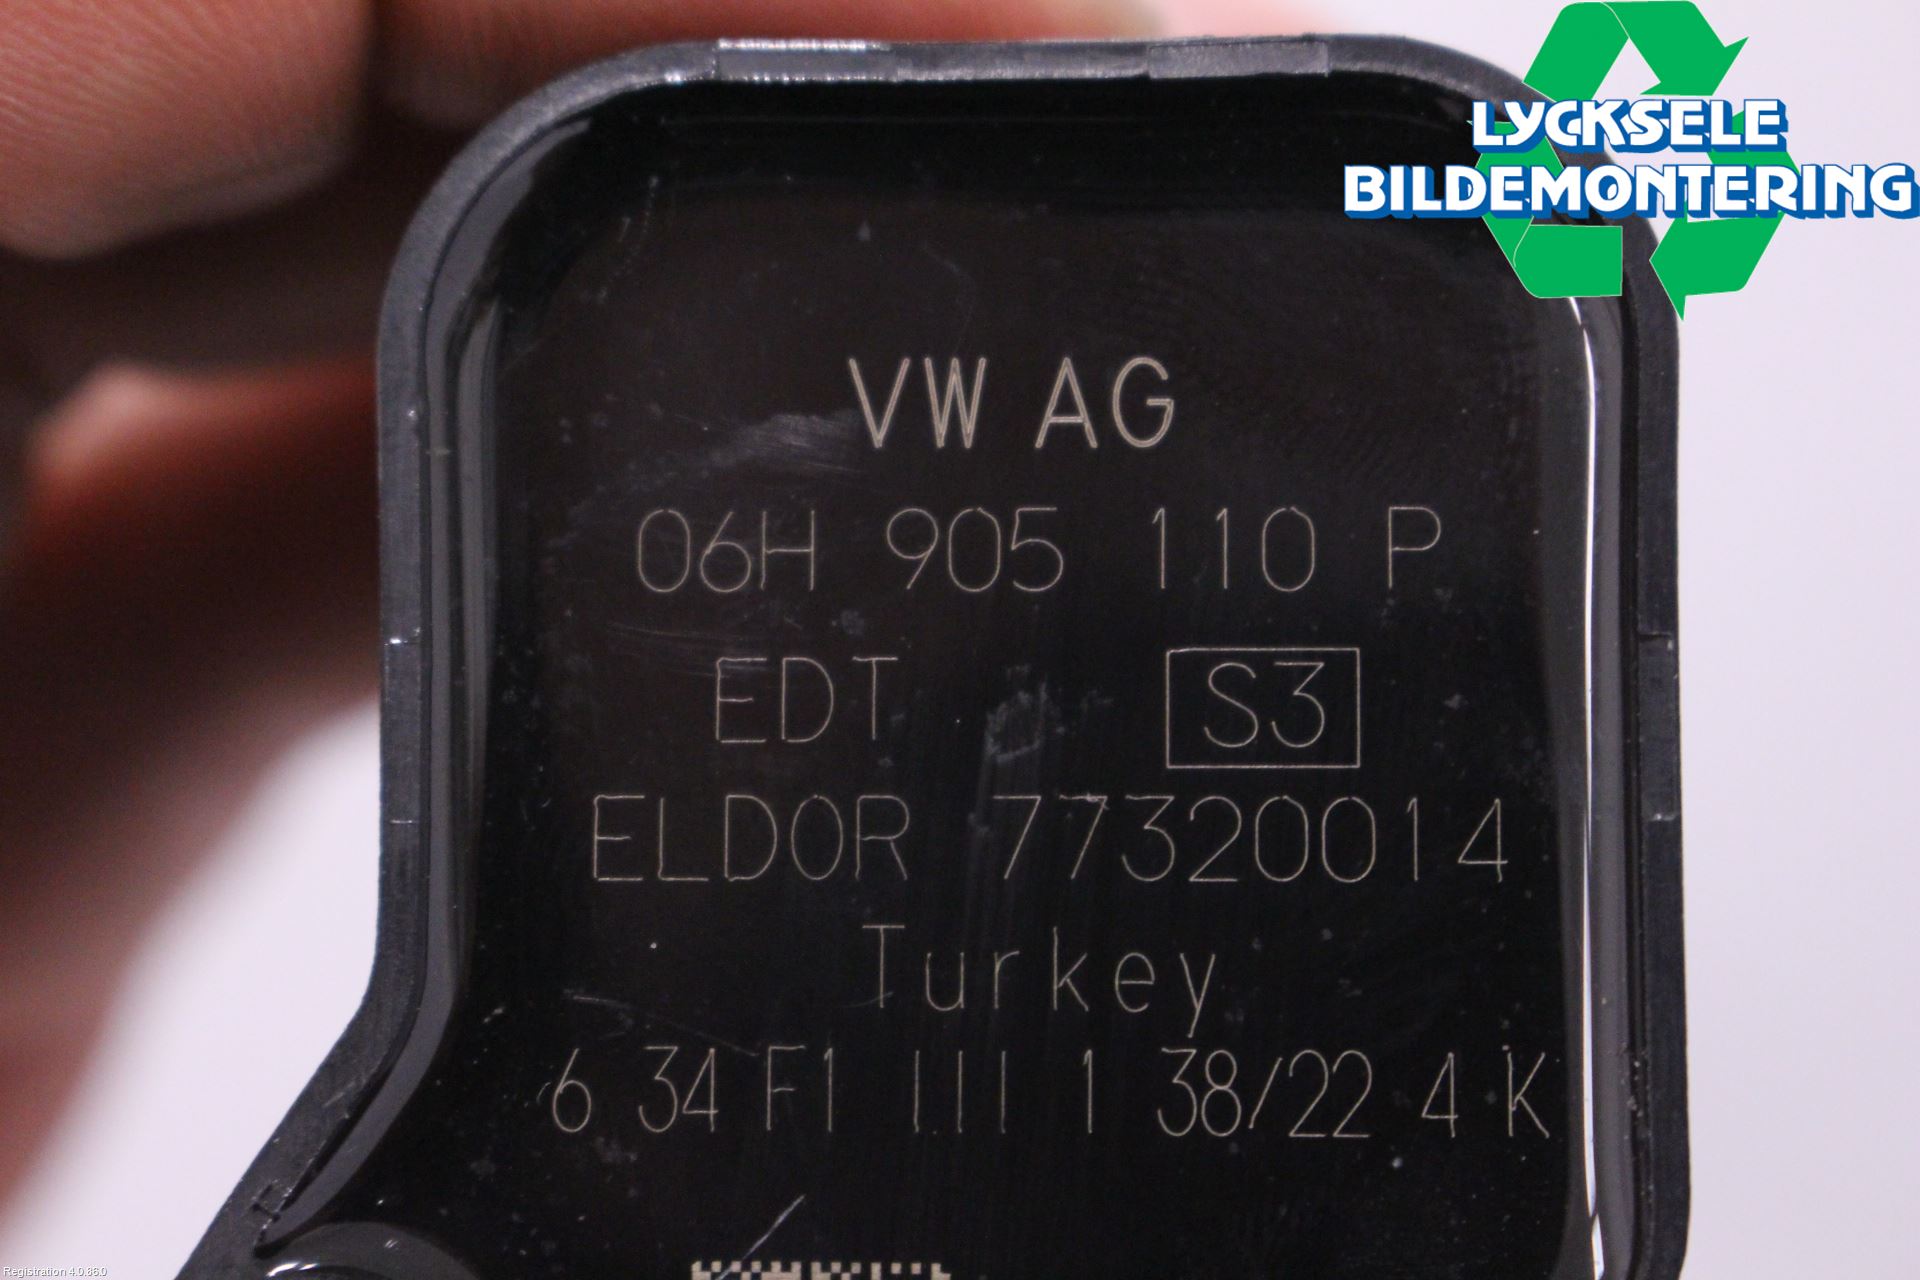 LYCKSELE
BILDEMONTERING
VW AG
06H 905 110 P
EDT S3
ELDOR 77320014
Turkey
6 34 F1 III 1 38/22 4 K
Registration 4.0.86.0